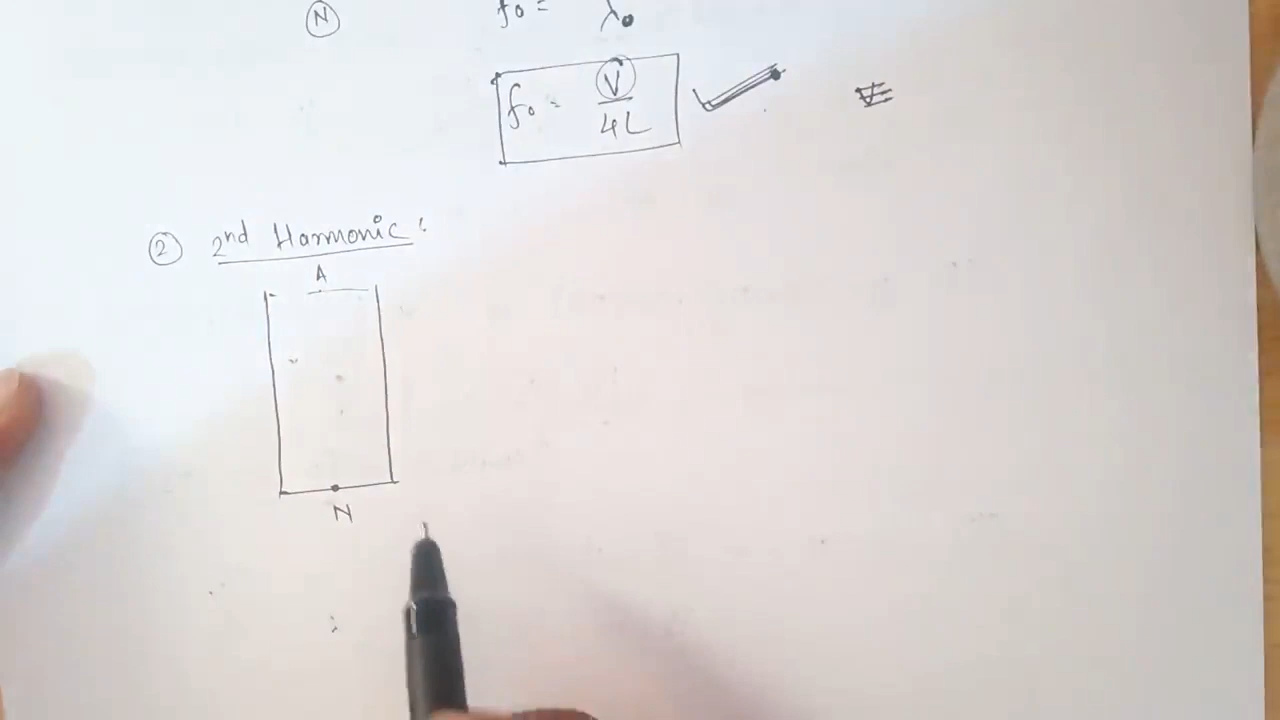 N
f₀ = λ₀
f₀ = V / 4L
② 2nd Harmonic:
A
N